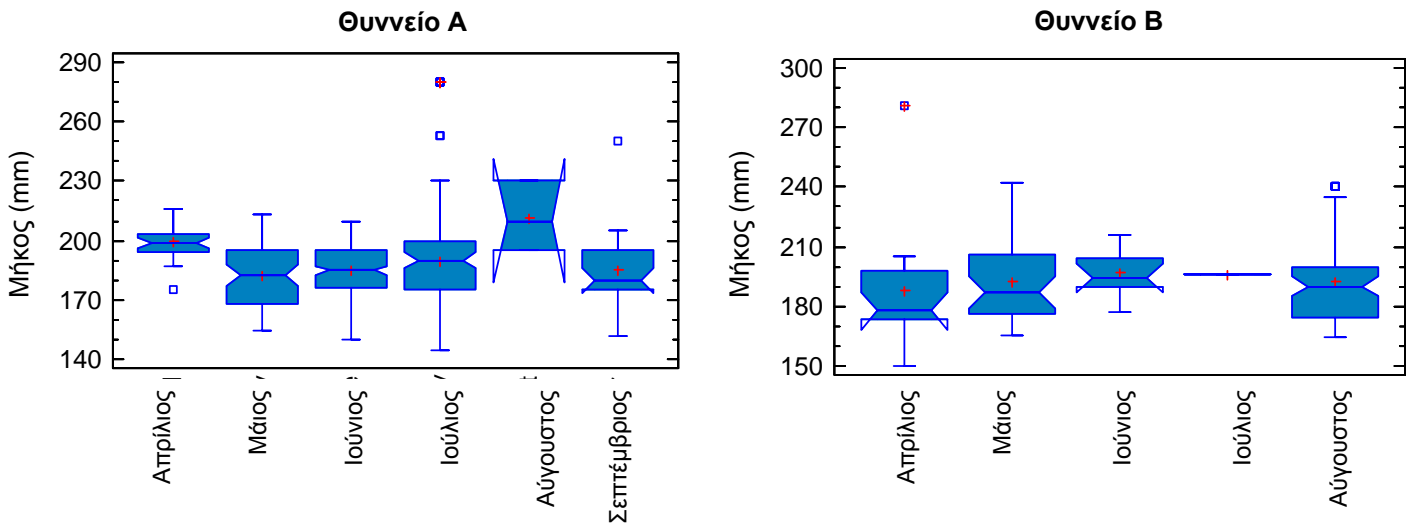 Θυννείο Α
Μήκος (mm)
290
260
230
200
170
140
Απρίλιος
Μάιος
Ιούνιος
Ιούλιος
Αύγουστος
Σεπτέμβριος
Θυννείο Β
Μήκος (mm)
300
270
240
210
180
150
Απρίλιος
Μάιος
Ιούνιος
Ιούλιος
Αύγουστος